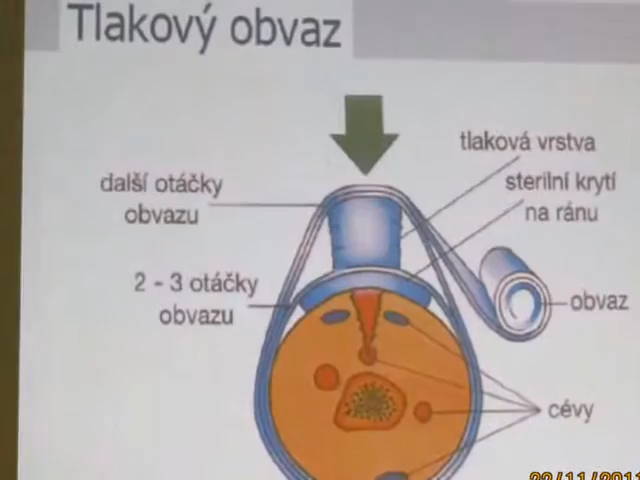 Tlakový obvaz
tlaková vrstva
další otáčky
obvazu
sterilní krytí
na ránu
2 - 3 otáčky
obvazu
obvaz
cévy